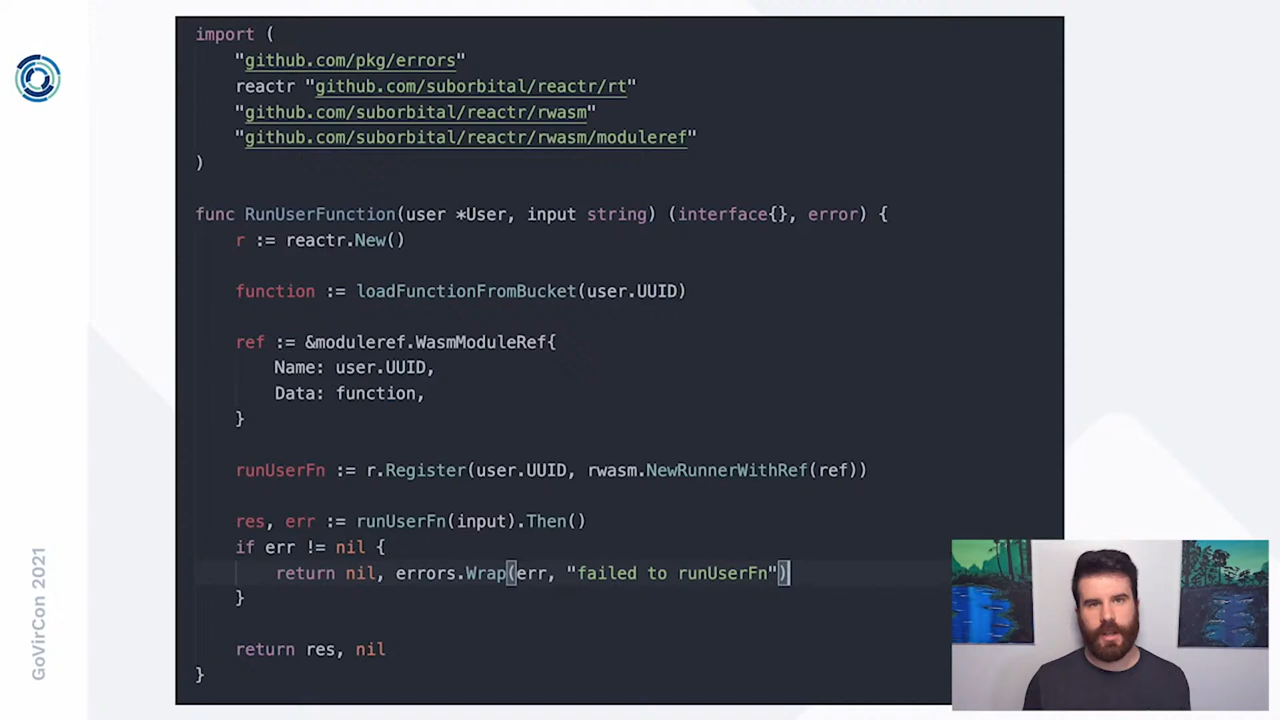 import (
"github.com/pkg/errors"
reactr "github.com/suborbital/reactr/rt"
"github.com/suborbital/reactr/rwasm"
"github.com/suborbital/reactr/rwasm/moduleref"
)
func RunUserFunction(user *User, input string) (interface{}, error) {
r := reactr.New()
function := loadFunctionFromBucket(user.UUID)
ref := &moduleref.WasmModuleRef{
Name: user.UUID,
Data: function,
}
runUserFn := r.Register(user.UUID, rwasm.NewRunnerWithRef(ref))
res, err := runUserFn(input).Then()
if err != nil {
return nil, errors.Wrap(err, "failed to runUserFn")
}
return res, nil
}
GoVirCon 2021